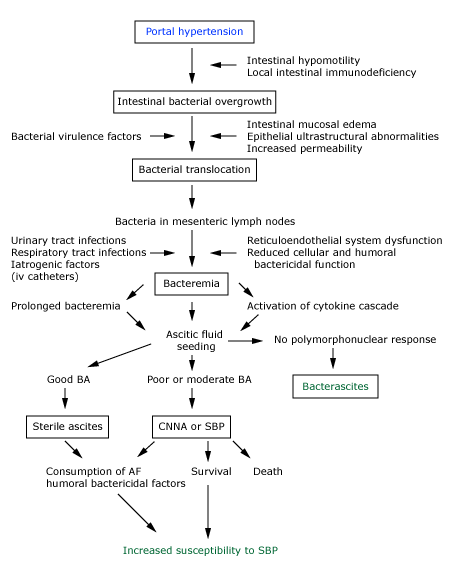 Portal hypertension
Intestinal hypomotility
Local intestinal immunodeficiency
Intestinal bacterial overgrowth
Bacterial virulence factors
Intestinal mucosal edema
Epithelial ultrastructural abnormalities
Increased permeability
Bacterial translocation
Bacteria in mesenteric lymph nodes
Urinary tract infections
Respiratory tract infections
Iatrogenic factors
(iv catheters)
Reticuloendothelial system dysfunction
Reduced cellular and humoral
bactericidal function
Bacteremia
Prolonged bacteremia
Activation of cytokine cascade
Ascitic fluid
seeding
No polymorphonuclear response
Good BA
Poor or moderate BA
Bacterascites
Sterile ascites
CNNA or SBP
Consumption of AF
humoral bactericidal factors
Survival
Death
Increased susceptibility to SBP